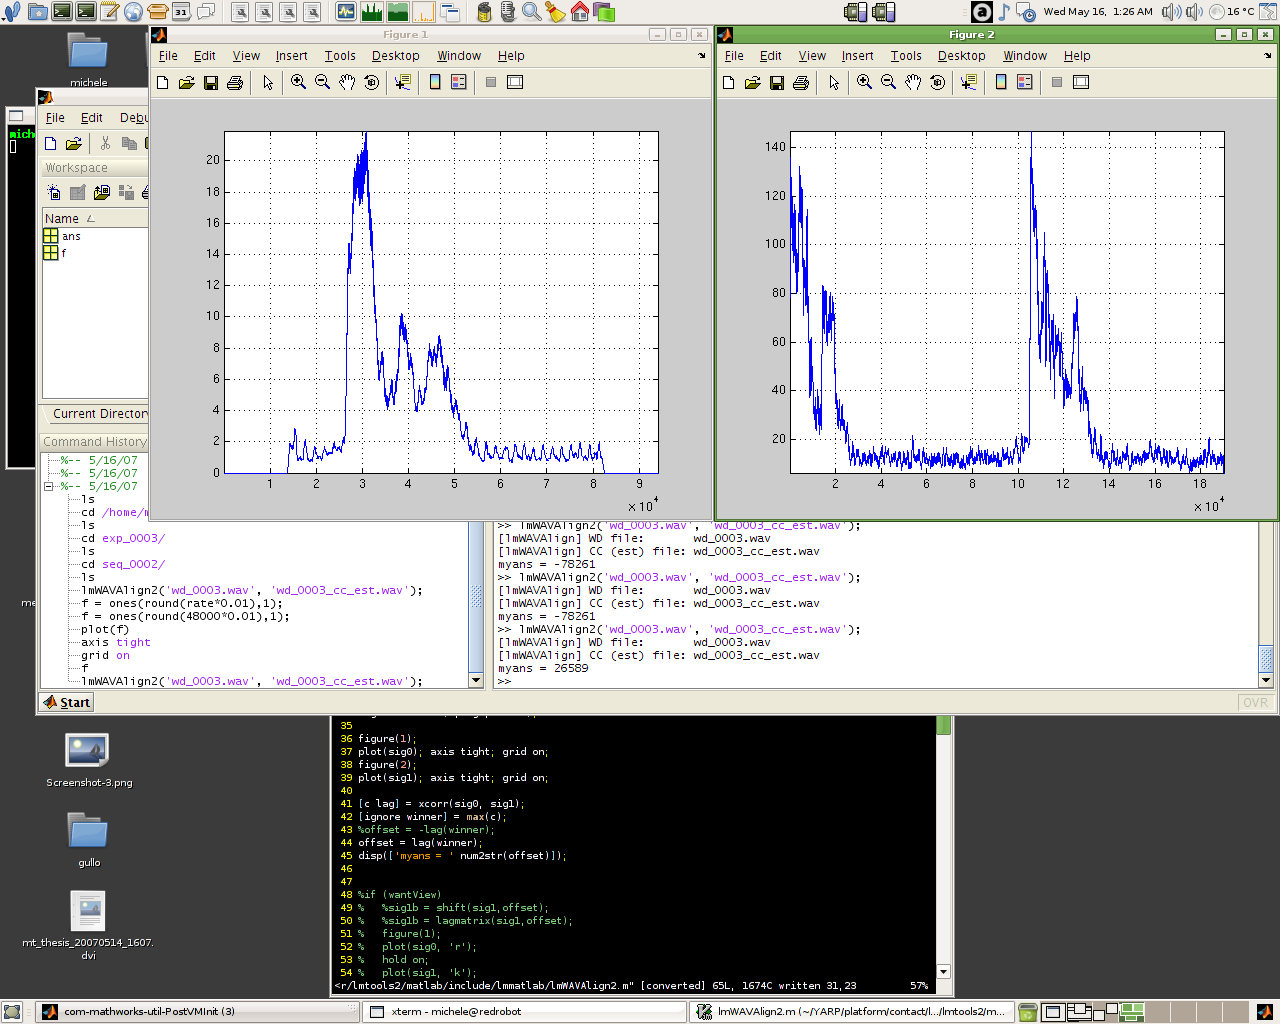 Wed May 16, 1:26 AM
16 °C
31
michele
Figure 1
File Edit View Insert Tools Desktop Window Help
20
18
16
14
12
10
8
6
4
2
0
1 2 3 4 5 6 7 8 9
x 10^4
Figure 2
File Edit View Insert Tools Desktop Window Help
140
120
100
80
60
40
20
2 4 6 8 10 12 14 16 18
x 10^4
File Edit Debu
Workspace
Name
ans
f
Current Directory
Command History
%-- 5/16/07
%-- 5/16/07
%-- 5/16/07
ls
cd /home/m
ls
cd exp_0003/
ls
cd seq_0002/
ls
lmWAVAlign2('wd_0003.wav', 'wd_0003_cc_est.wav');
f = ones(round(rate*0.01),1);
f = ones(round(48000*0.01),1);
plot(f)
axis tight
grid on
f
lmWAVAlign2('wd_0003.wav', 'wd_0003_cc_est.wav');
>> lmWAVAlign2('wd_0003.wav', 'wd_0003_cc_est.wav');
[lmWAVAlign] WD file: wd_0003.wav
[lmWAVAlign] CC (est) file: wd_0003_cc_est.wav
myans = -78261
>> lmWAVAlign2('wd_0003.wav', 'wd_0003_cc_est.wav');
[lmWAVAlign] WD file: wd_0003.wav
[lmWAVAlign] CC (est) file: wd_0003_cc_est.wav
myans = -78261
>> lmWAVAlign2('wd_0003.wav', 'wd_0003_cc_est.wav');
[lmWAVAlign] WD file: wd_0003.wav
[lmWAVAlign] CC (est) file: wd_0003_cc_est.wav
myans = 26589
>>
Start
OVR
35
36 figure(1);
37 plot(sig0); axis tight; grid on;
38 figure(2);
39 plot(sig1); axis tight; grid on;
40
41 [c lag] = xcorr(sig0, sig1);
42 [ignore winner] = max(c);
43 %offset = -lag(winner);
44 offset = lag(winner);
45 disp(['myans = ' num2str(offset)]);
46
47
48 %if (wantView)
49 % %sig1b = shift(sig1,offset);
50 % %sig1b = lagmatrix(sig1,offset);
51 % figure(1);
52 % plot(sig0, 'r');
53 % hold on;
54 % plot(sig1, 'k');
<r/lmtools2/matlab/include/lmmatlab/lmWAVAlign2.m" [converted] 65L, 1674C written 31,23 57%
Screenshot-3.png
gullo
mt_thesis_20070514_1607.
dvi
com-mathworks-util-PostVMInit (3)
xterm - michele@redrobot
lmWAVAlign2.m (~/YARP/platform/contact/l.../lmtools2/m...